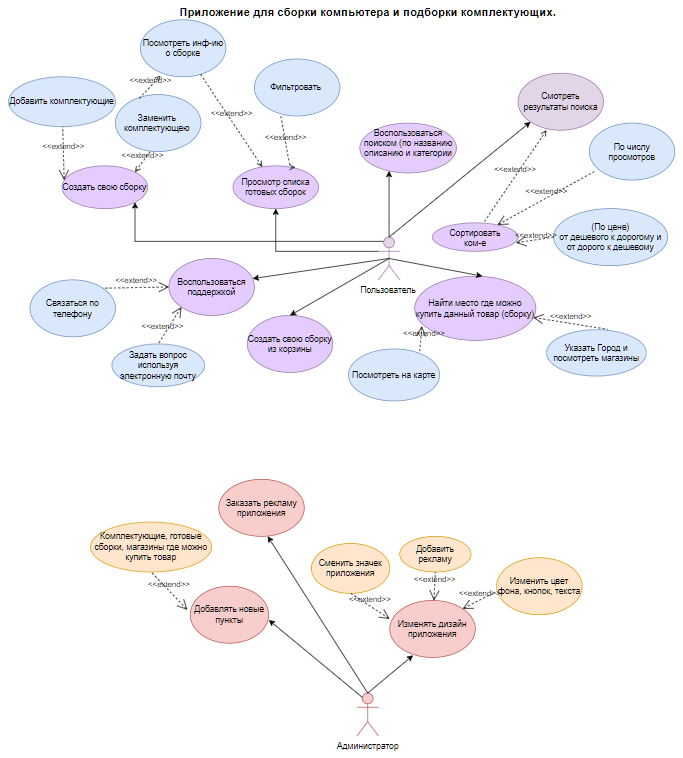 Приложение для сборки компьютера и подборки комплектующих.
Посмотреть инф-ию
о сборке
<<extend>>
Фильтровать
Смотреть
результаты поиска
Добавить комплектующие
Заменить
комплектующею
<<extend>>
<<extend>>
<<extend>>
<<extend>>
Воспользоваться
поиском (по названию
описанию и категории
По числу
просмотров
<<extend>>
<<extend>>
Создать свою сборку
Просмотр списка
готовых сборок
<<extend>>
Сортировать
ком-е
<<extend>>
(По цене)
от дешевого к дорогому и
от дорого к дешевому
Пользователь
<<extend>>
Воспользоваться
поддержкой
Связаться по
телефону
Найти место где можно
купить данный товар (сборку)
<<extend>>
<<extend>>
<<extend>>
Создать свою сборку
из корзины
Задать вопрос
используя
электронную почту
Посмотреть на карте
Указать Город и
посмотреть магазины
Заказать рекламу
приложения
Комплектующие, готовые
сборки, магазины где можно
купить товар
Сменить значек
приложения
Добавить
рекламу
<<extend>>
<<extend>>
Изменить цвет
фона, кнопок, текста
<<extend>>
<<extend>>
Добавлять новые
пункты
Изменять дизайн
приложения
Администратор